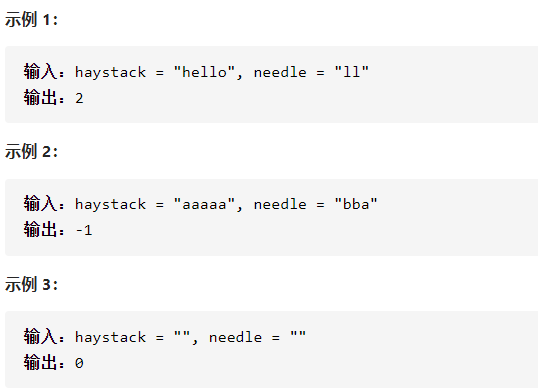 示例 1：
输入：haystack = "hello", needle = "ll"
输出：2
示例 2：
输入：haystack = "aaaaa", needle = "bba"
输出：-1
示例 3：
输入：haystack = "", needle = ""
输出：0